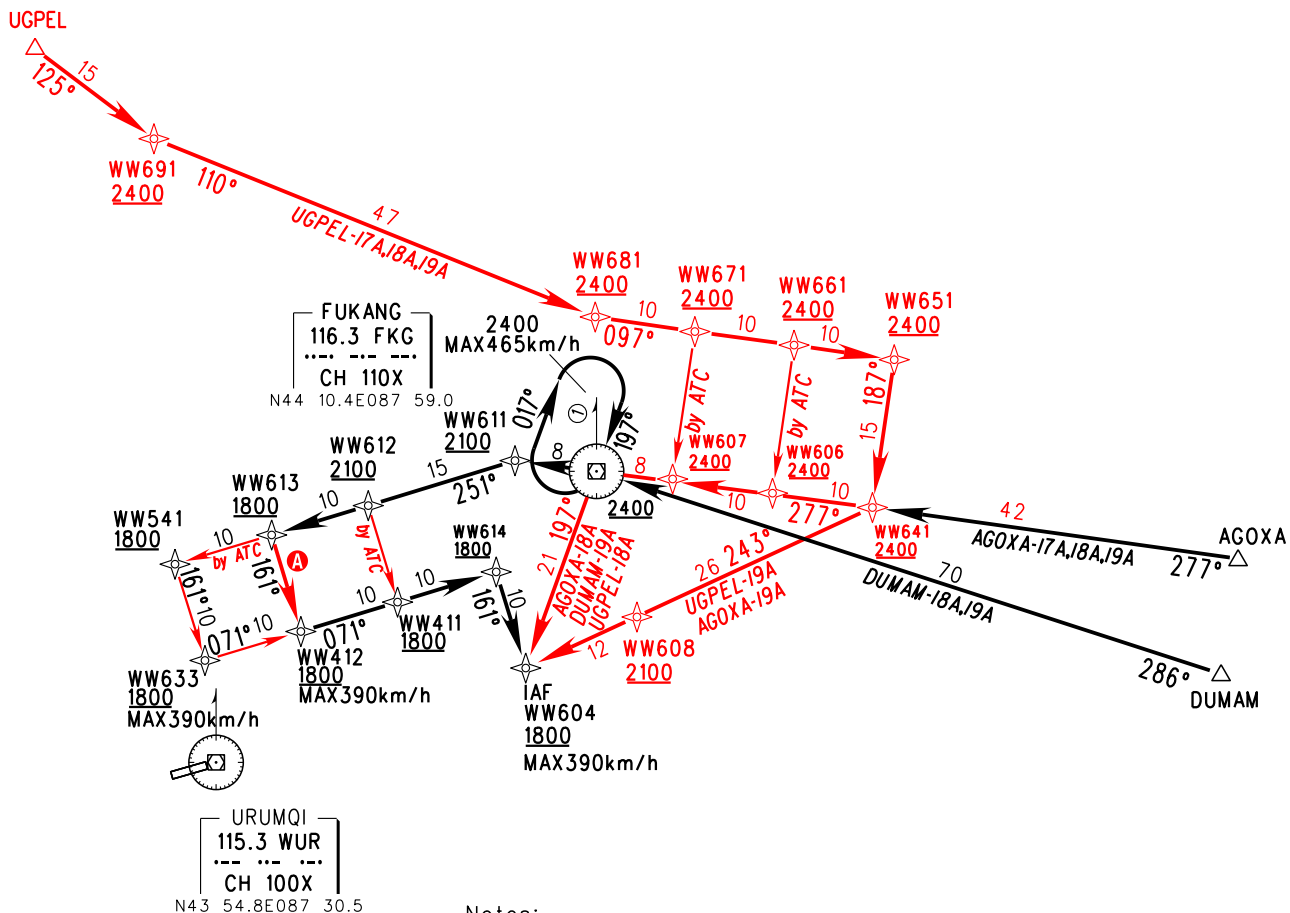 UGPEL
15
125°
WW691
2400
110°
47
UGPEL-17A,18A,19A
WW681
2400
WW671
2400
WW661
2400
WW651
2400
10
10
10
097°
187°
15
by ATC
by ATC
FUKANG
116.3 FKG
··—· —·— ——·
CH 110X
N44 10.4E087 59.0
2400
MAX465km/h
017°
1
197°
WW611
2100
8
WW607
2400
8
WW606
2400
10
10
277°
2400
WW641
2400
42
AGOXA-17A,18A,19A
AGOXA
277°
WW612
2100
15
251°
WW613
1800
10
WW541
1800
10
by ATC
by ATC
161°
10
161°
A
WW614
1800
10
161°
197°
21
AGOXA-18A
DUMAM-19A
UGPEL-18A
26
243°
UGPEL-19A
AGOXA-19A
70
DUMAM-18A,19A
286°
DUMAM
071°
10
071°
10
10
WW411
1800
WW412
1800
MAX390km/h
WW633
1800
MAX390km/h
12
WW608
2100
IAF
WW604
1800
MAX390km/h
URUMQI
115.3 WUR
·—— ··— ·—·
CH 100X
N43 54.8E087 30.5